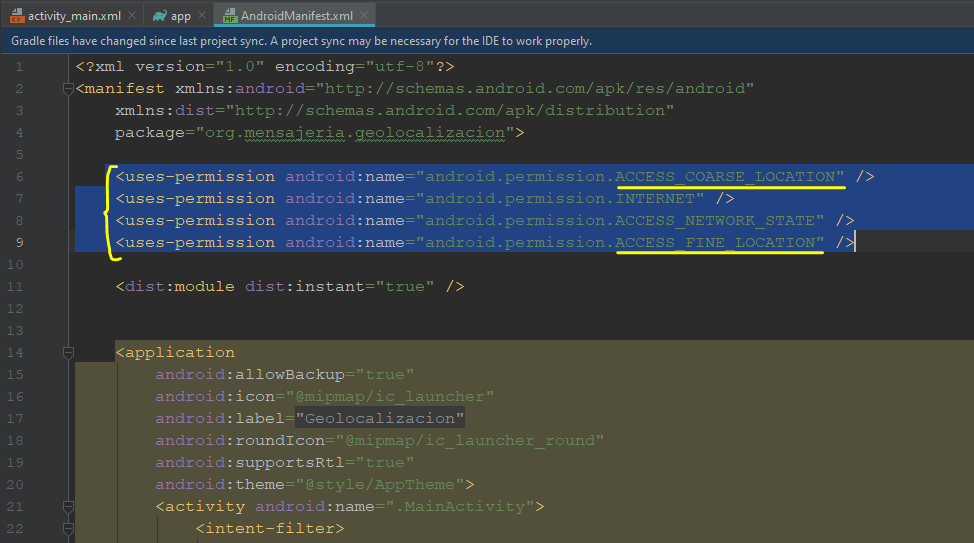 activity_main.xml app AndroidManifest.xml
Gradle files have changed since last project sync. A project sync may be necessary for the IDE to work properly.
1 <?xml version="1.0" encoding="utf-8"?>
2 <manifest xmlns:android="http://schemas.android.com/apk/res/android"
3 xmlns:dist="http://schemas.android.com/apk/distribution"
4 package="org.mensajeria.geolocalizacion">
5
6 <uses-permission android:name="android.permission.ACCESS_COARSE_LOCATION" />
7 <uses-permission android:name="android.permission.INTERNET" />
8 <uses-permission android:name="android.permission.ACCESS_NETWORK_STATE" />
9 <uses-permission android:name="android.permission.ACCESS_FINE_LOCATION" />
10
11 <dist:module dist:instant="true" />
12
13
14 <application
15 android:allowBackup="true"
16 android:icon="@mipmap/ic_launcher"
17 android:label="Geolocalizacion"
18 android:roundIcon="@mipmap/ic_launcher_round"
19 android:supportsRtl="true"
20 android:theme="@style/AppTheme">
21 <activity android:name=".MainActivity">
22 <intent-filter>